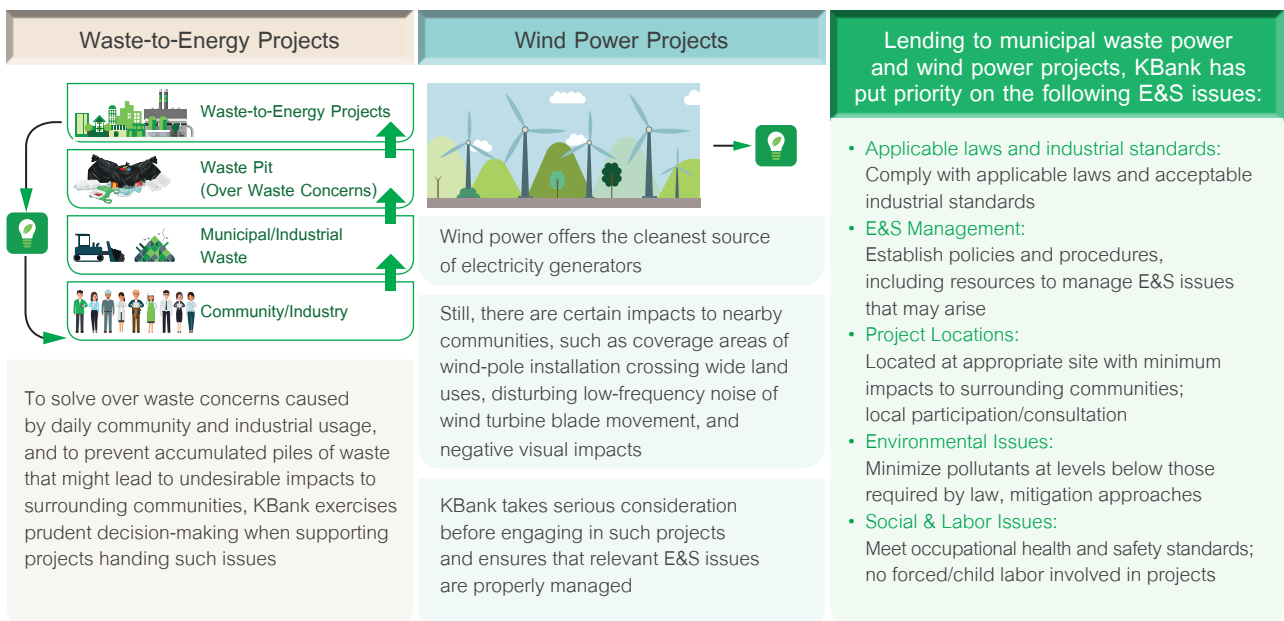 Waste-to-Energy Projects
Waste-to-Energy Projects
Waste Pit
(Over Waste Concerns)
Municipal/Industrial
Waste
Community/Industry
To solve over waste concerns caused
by daily community and industrial usage,
and to prevent accumulated piles of waste
that might lead to undesirable impacts to
surrounding communities, KBank exercises
prudent decision-making when supporting
projects handing such issues
Wind Power Projects
Wind power offers the cleanest source
of electricity generators
Still, there are certain impacts to nearby
communities, such as coverage areas of
wind-pole installation crossing wide land
uses, disturbing low-frequency noise of
wind turbine blade movement, and
negative visual impacts
KBank takes serious consideration
before engaging in such projects
and ensures that relevant E&S issues
are properly managed
Lending to municipal waste power
and wind power projects, KBank has
put priority on the following E&S issues:
• Applicable laws and industrial standards:
Comply with applicable laws and acceptable
industrial standards
• E&S Management:
Establish policies and procedures,
including resources to manage E&S issues
that may arise
• Project Locations:
Located at appropriate site with minimum
impacts to surrounding communities;
local participation/consultation
• Environmental Issues:
Minimize pollutants at levels below those
required by law, mitigation approaches
• Social & Labor Issues:
Meet occupational health and safety standards;
no forced/child labor involved in projects